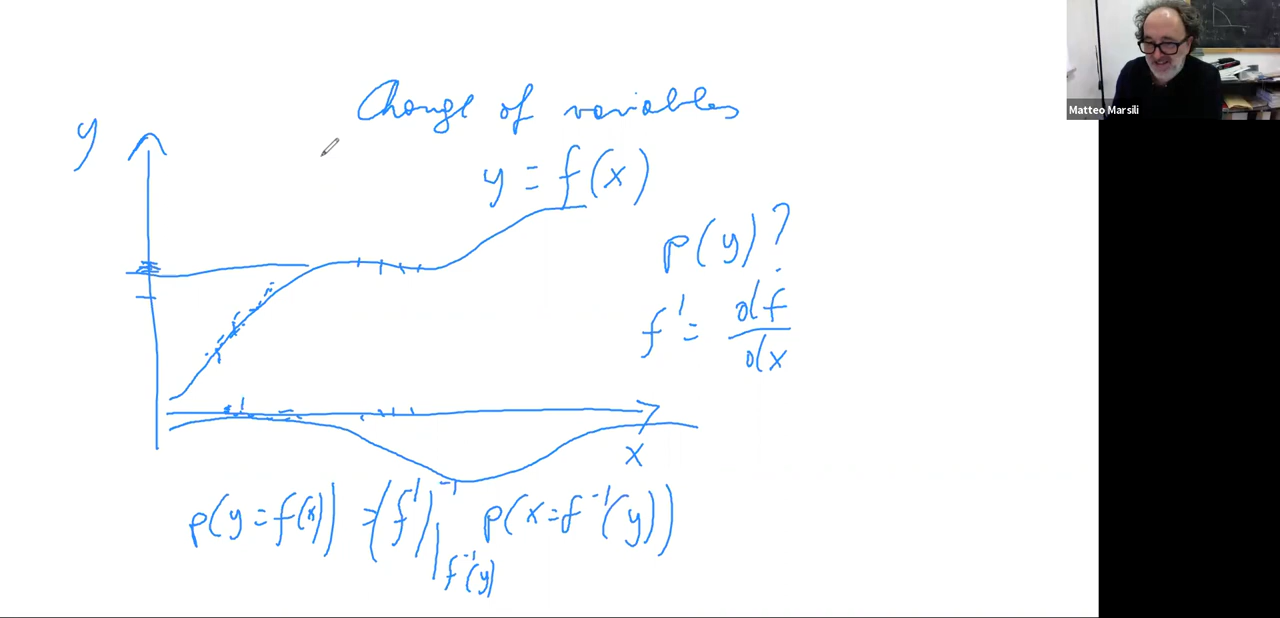 Change of variables
y
y = f(x)
p(y)?
f' = df/dx
x
p(y=f(x)) = (f')^-1|f^-1(y) p(x=f^-1(y))
Matteo Marsili